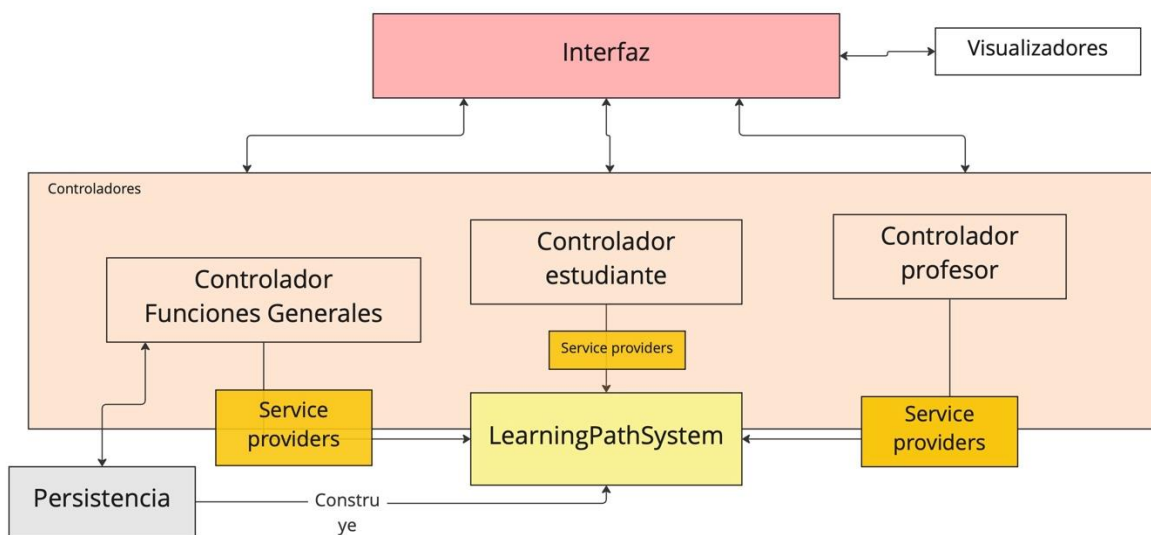 Interfaz
Visualizadores
Controladores
Controlador
Funciones Generales
Controlador
estudiante
Controlador
profesor
Service providers
Service
providers
LearningPathSystem
Service
providers
Persistencia
Constru
ye